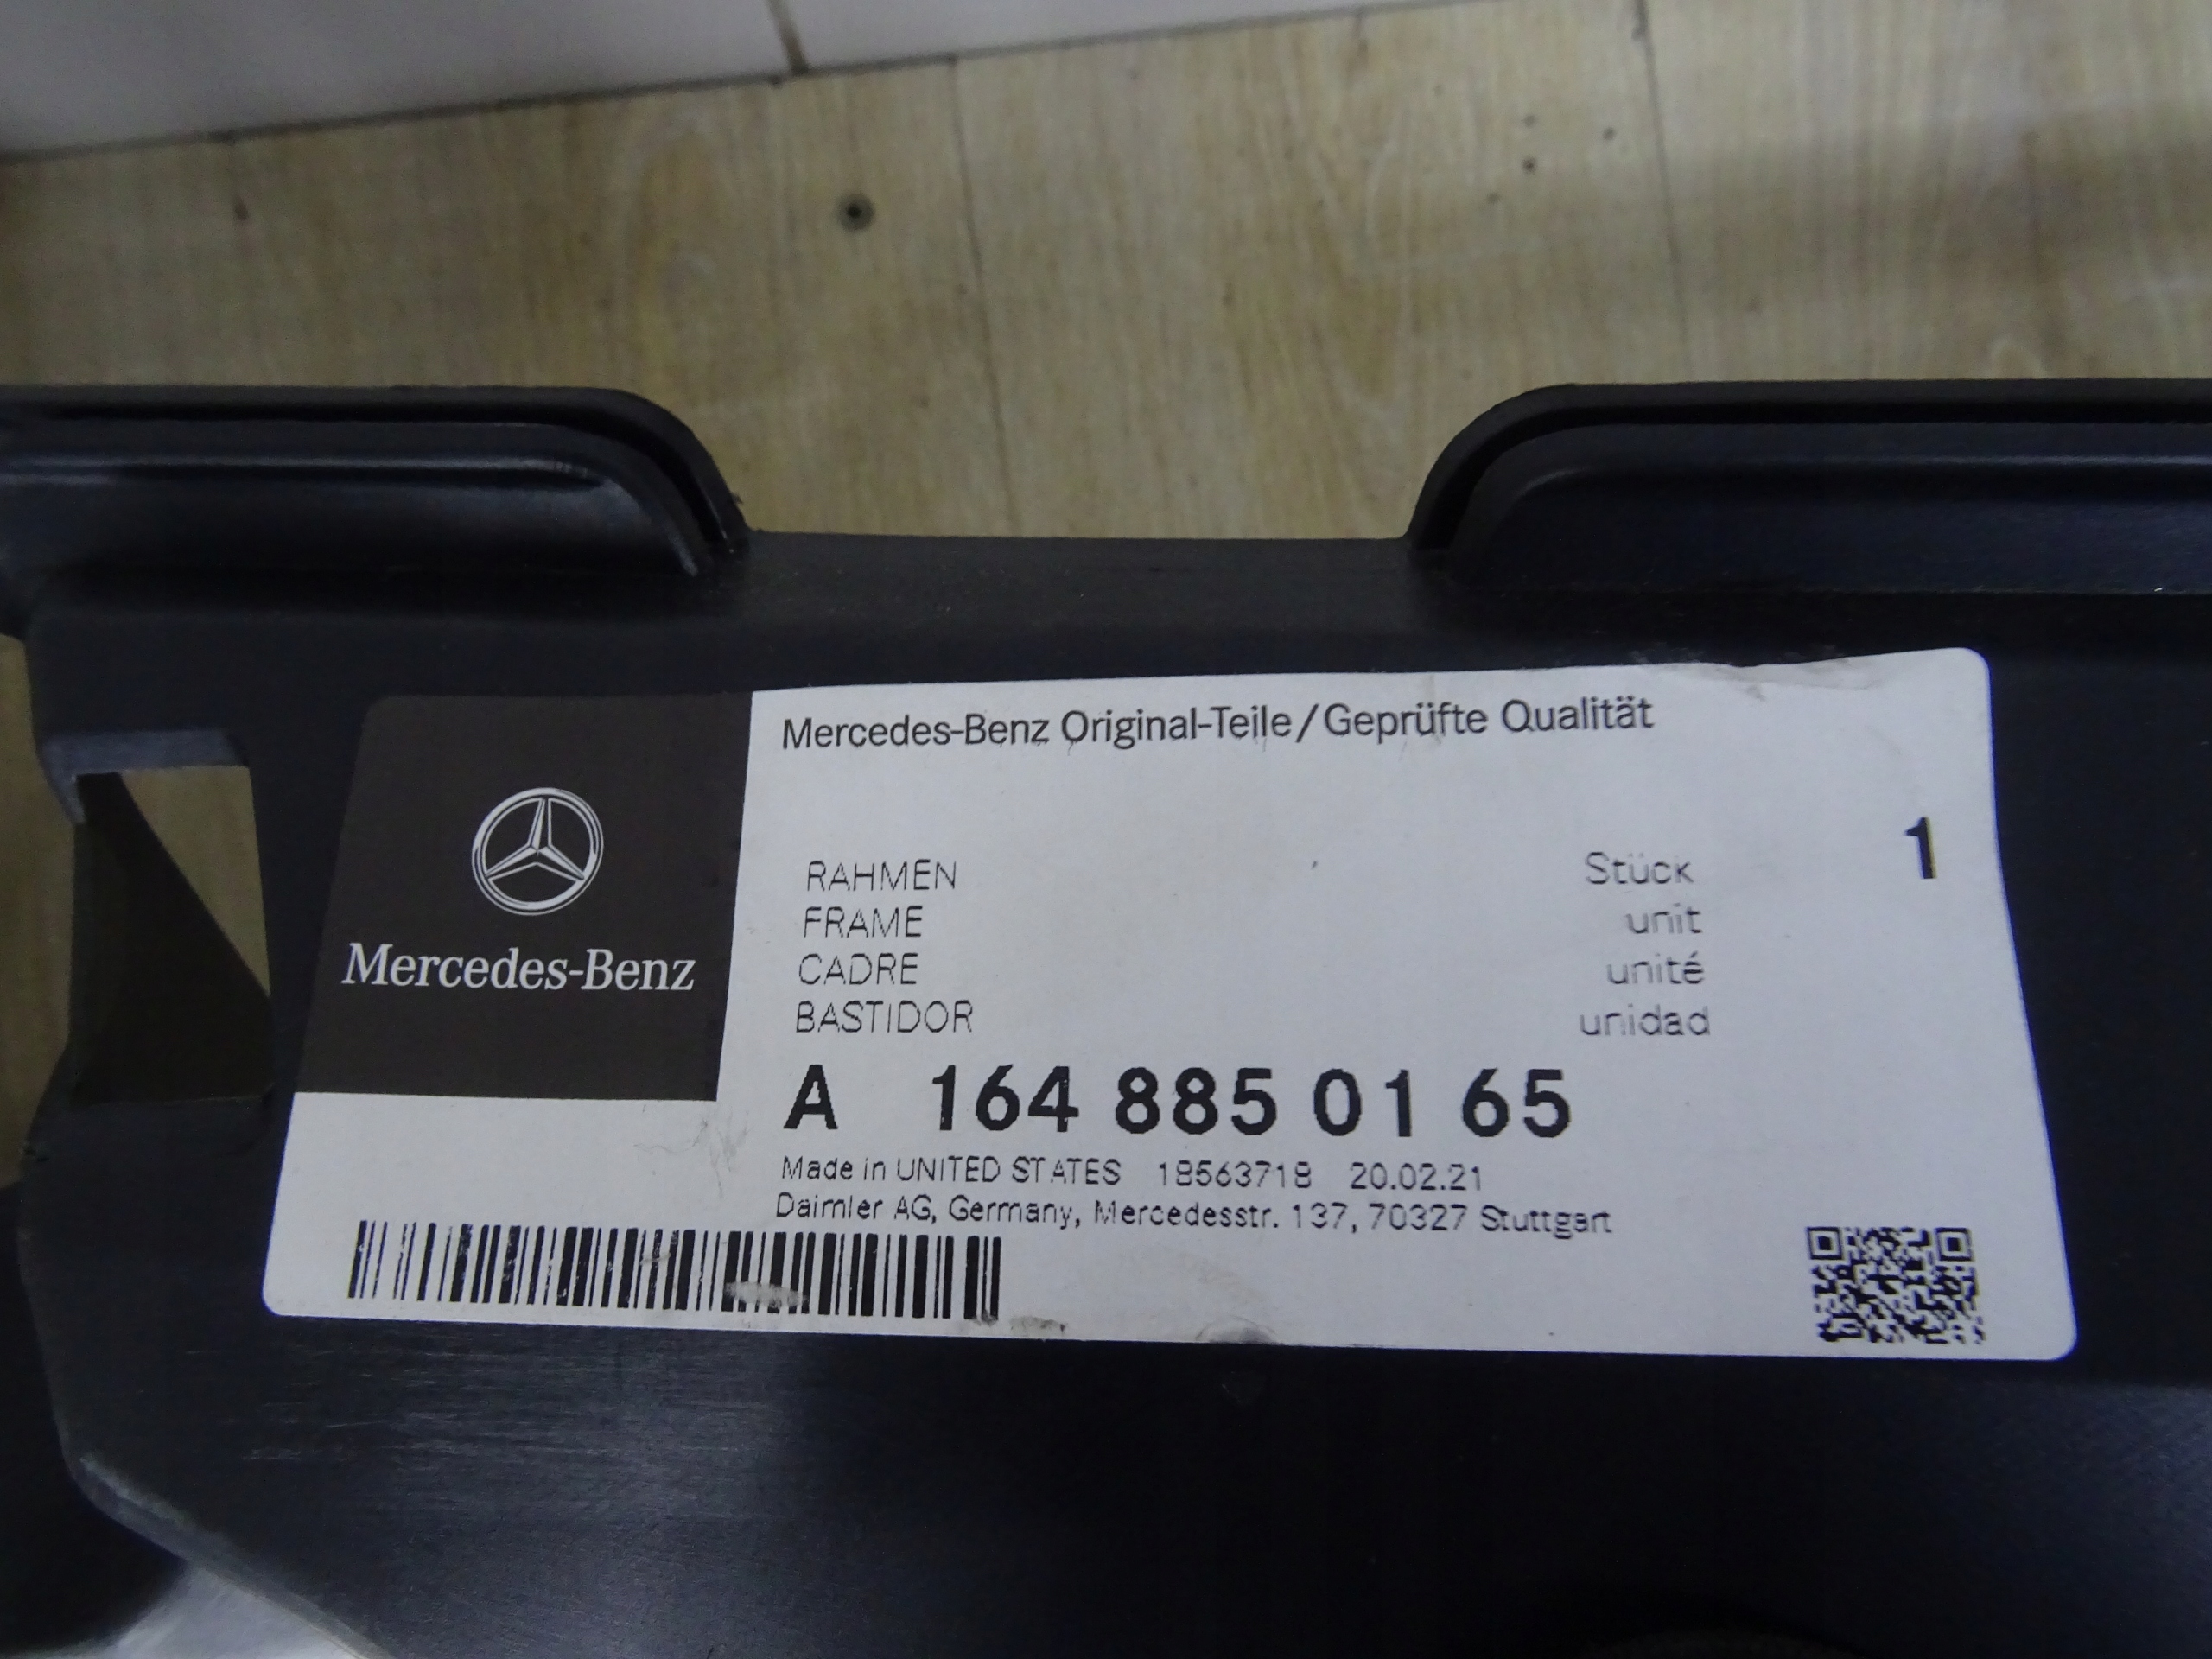 Mercedes-Benz Original-Teile/Geprüfte Qualität
Mercedes-Benz
RAHMEN Stück 1
FRAME unit
CADRE unité
BASTIDOR unidad
A 164 885 01 65
Made in UNITED STATES 18563718 20.02.21
Daimler AG, Germany, Mercedesstr. 137, 70327 Stuttgart